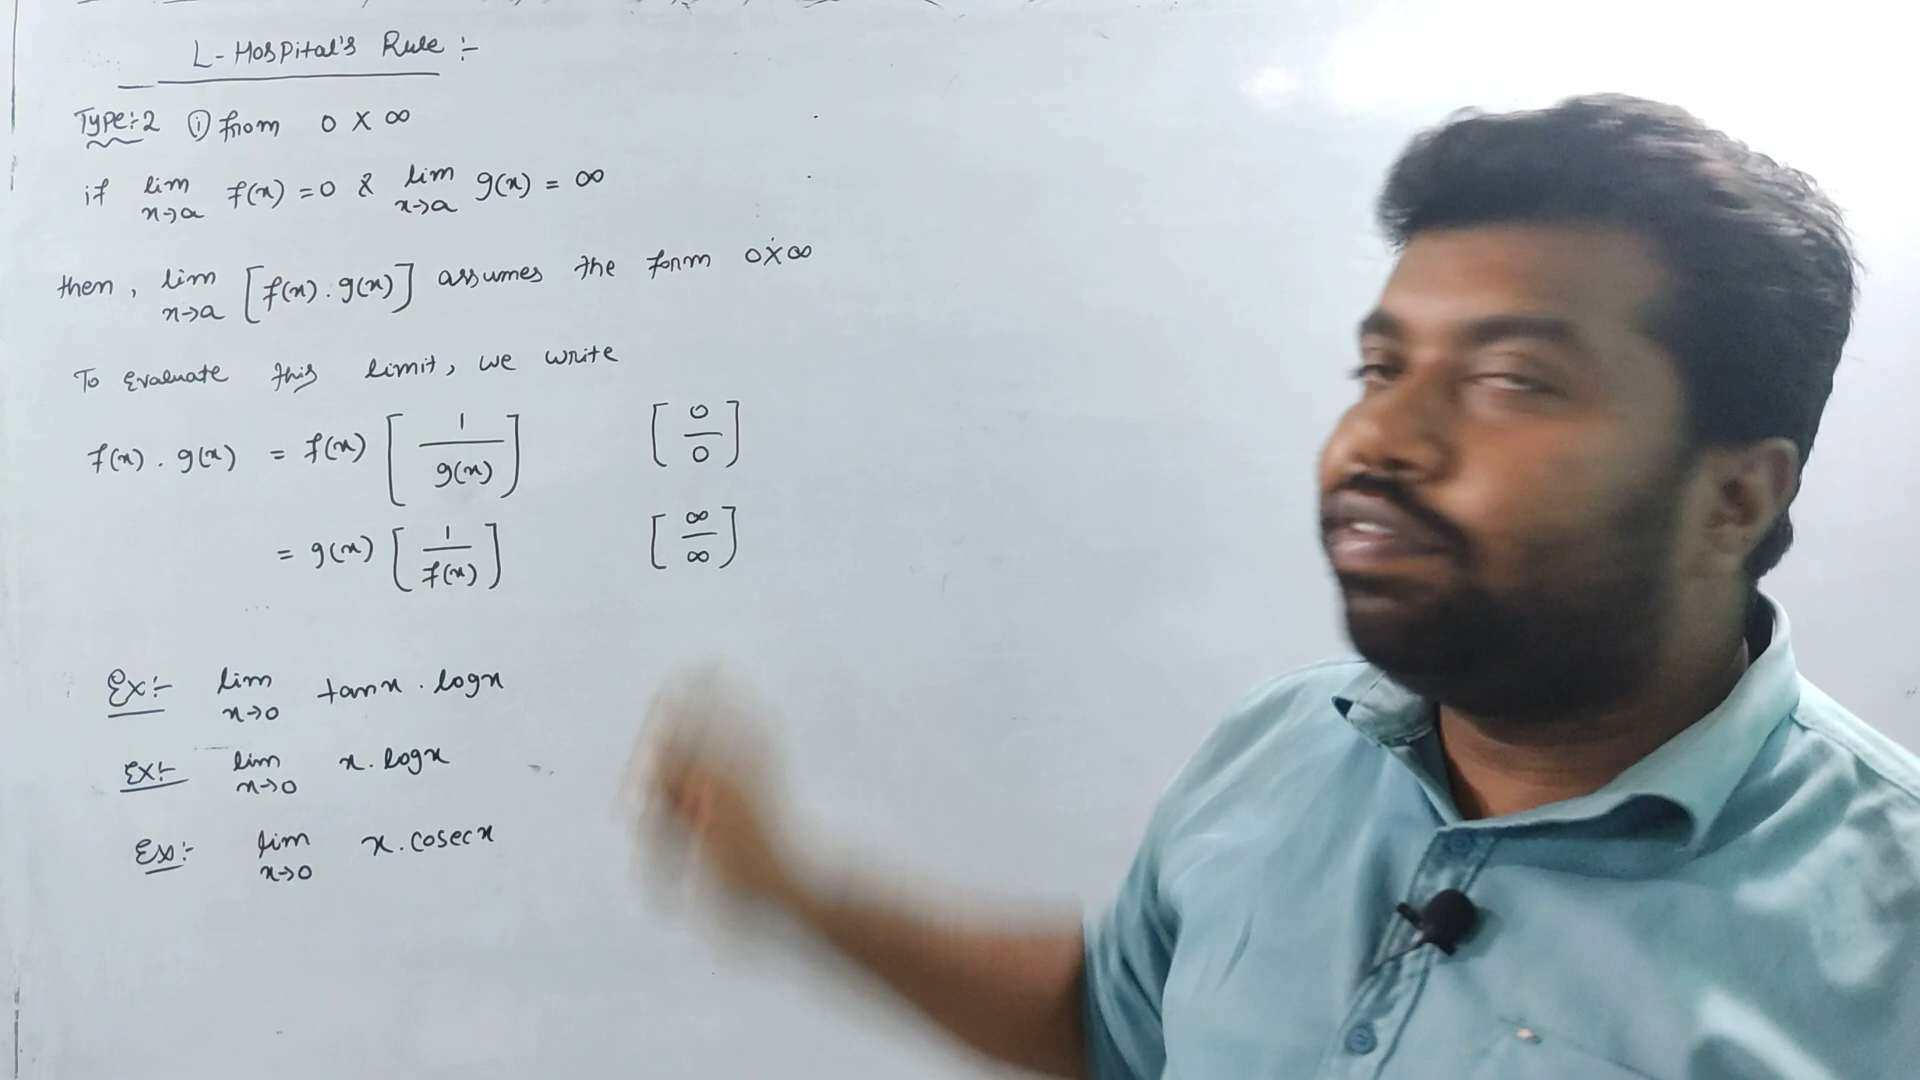 L-Hospital's Rule :-
Type:-2 ① from 0 X ∞
if lim x→a f(x) = 0 & lim x→a g(x) = ∞
then, lim x→a [f(x).g(x)] assumes the form 0X∞
To Evaluate this limit, we write
f(x).g(x) = f(x) [1/g(x)] [0/0]
= g(x) [1/f(x)] [∞/∞]
Ex:- lim x→0 tanx.logx
Ex:- lim x→0 x.logx
Ex:- lim x→0 x.cosecx